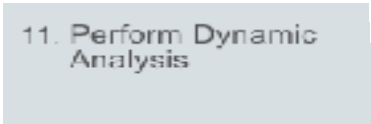 11. Perform Dynamic
Analysis